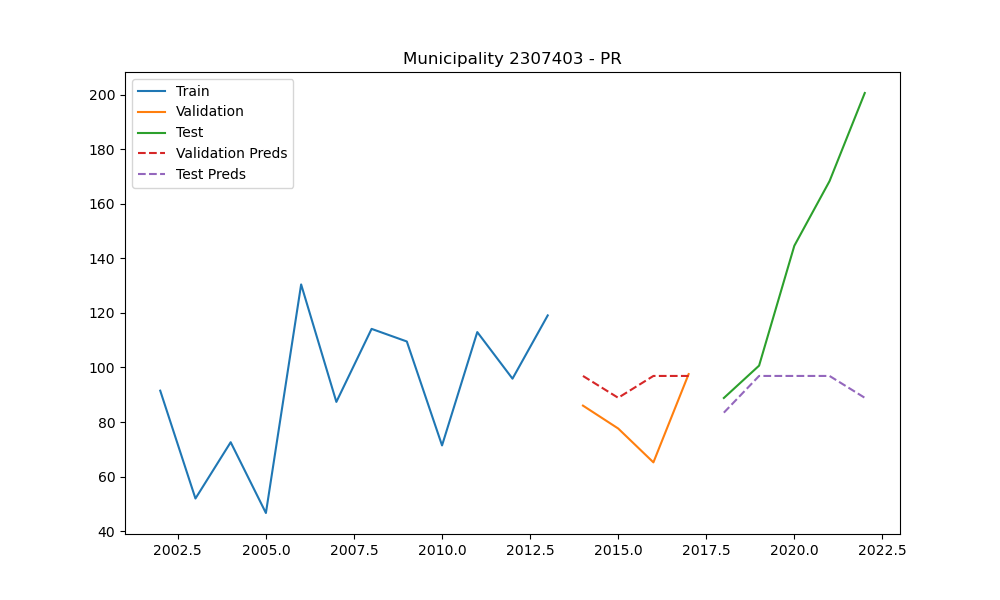 Municipality 2307403 - PR
Train
Validation
Test
Validation Preds
Test Preds
200
180
160
140
120
100
80
60
40
2002.5 2005.0 2007.5 2010.0 2012.5 2015.0 2017.5 2020.0 2022.5